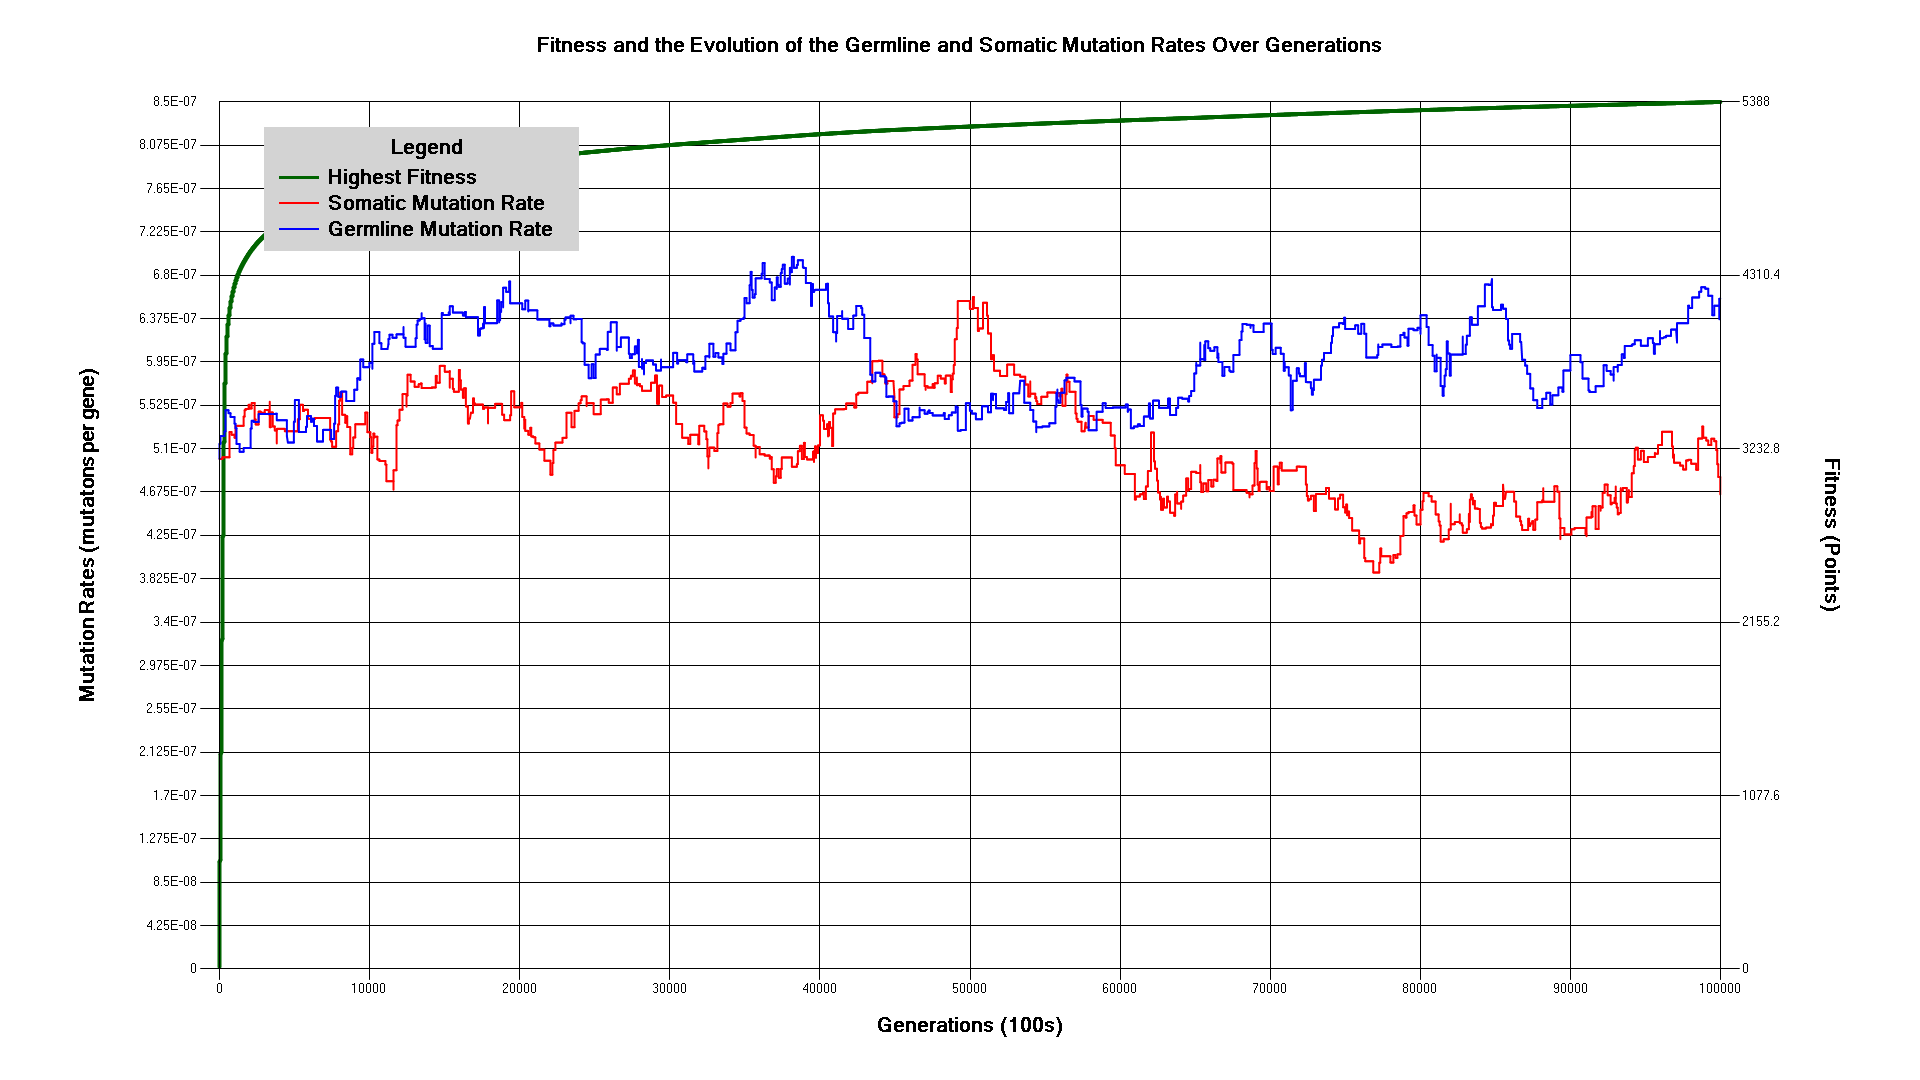 Fitness and the Evolution of the Germline and Somatic Mutation Rates Over Generations
Legend
Highest Fitness
Somatic Mutation Rate
Germline Mutation Rate
Mutation Rates (mutatons per gene)
8.5E-07
8.075E-07
7.65E-07
7.225E-07
6.8E-07
6.375E-07
5.95E-07
5.525E-07
5.1E-07
4.675E-07
4.25E-07
3.825E-07
3.4E-07
2.975E-07
2.55E-07
2.125E-07
1.7E-07
1.275E-07
8.5E-08
4.25E-08
0
5388
4310.4
3232.8
2155.2
1077.6
0
Fitness (Points)
0 10000 20000 30000 40000 50000 60000 70000 80000 90000 100000
Generations (100s)